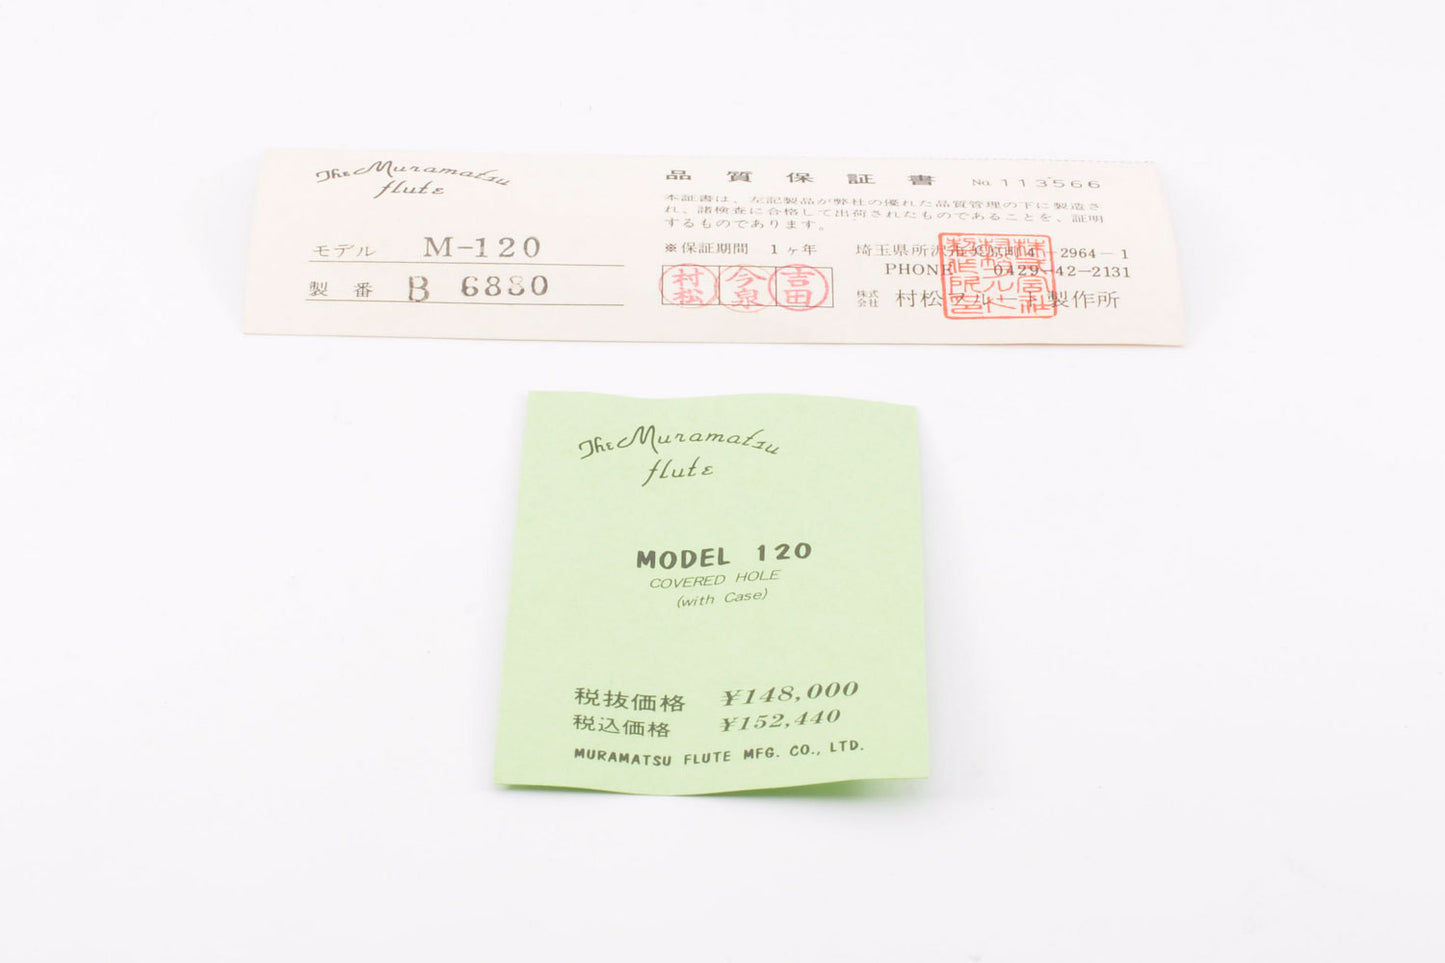 The Muramatsu
flute
モデル M-120
製番 B 6880
品質保証書 No. 113566
本証書は、左記製品が弊社の優れた品質管理の下に製造さ
れ、諸検査に合格して出荷されたものであることを、証明
するものであります。
※保証期間 1ヶ年
村松 今泉 吉田
埼玉県所沢市 2964-1
PHONE 0429-42-2131
株式会社 村松フルート製作所
The Muramatsu
flute
MODEL 120
COVERED HOLE
(with Case)
税抜価格 ¥148,000
税込価格 ¥152,440
MURAMATSU FLUTE MFG. CO., LTD.